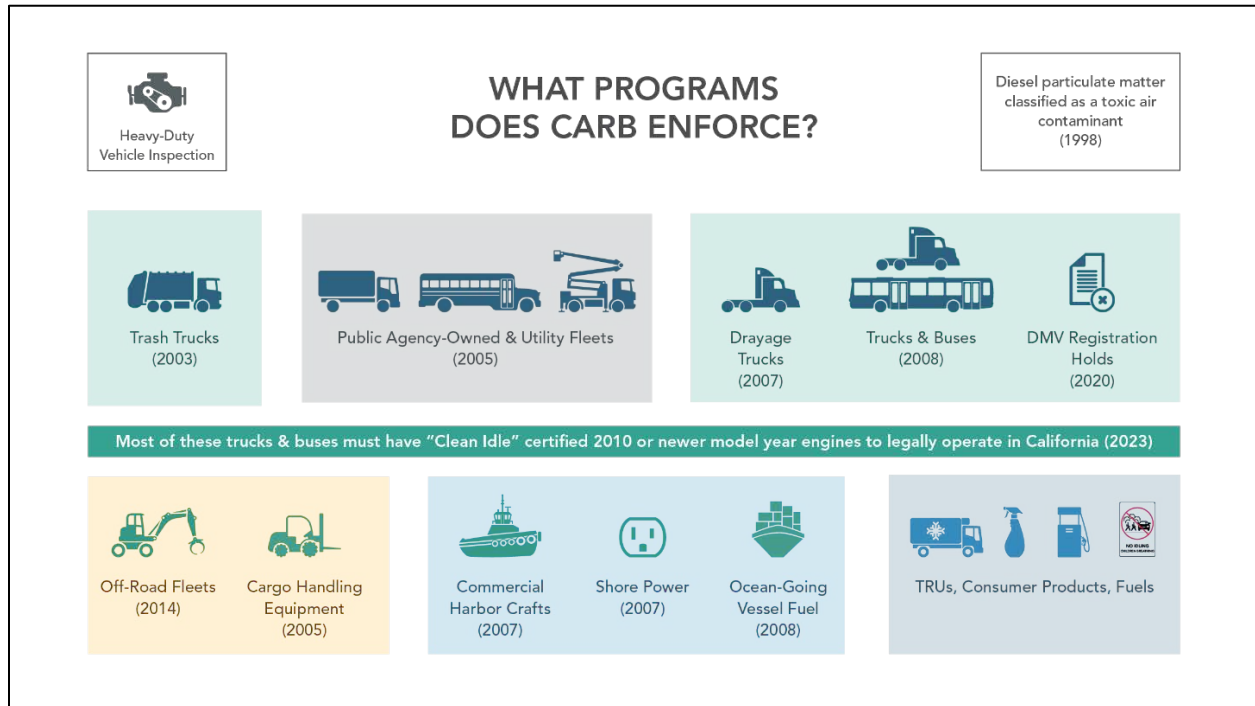 Heavy-Duty
Vehicle Inspection
WHAT PROGRAMS
DOES CARB ENFORCE?
Diesel particulate matter
classified as a toxic air
contaminant
(1998)
Trash Trucks
(2003)
Public Agency-Owned & Utility Fleets
(2005)
Drayage
Trucks
(2007)
Trucks & Buses
(2008)
DMV Registration
Holds
(2020)
Most of these trucks & buses must have “Clean Idle” certified 2010 or newer model year engines to legally operate in California (2023)
Off-Road Fleets
(2014)
Cargo Handling
Equipment
(2005)
Commercial
Harbor Crafts
(2007)
Shore Power
(2007)
Ocean-Going
Vessel Fuel
(2008)
NO IDLING
CHILDREN BREATHING
TRUs, Consumer Products, Fuels